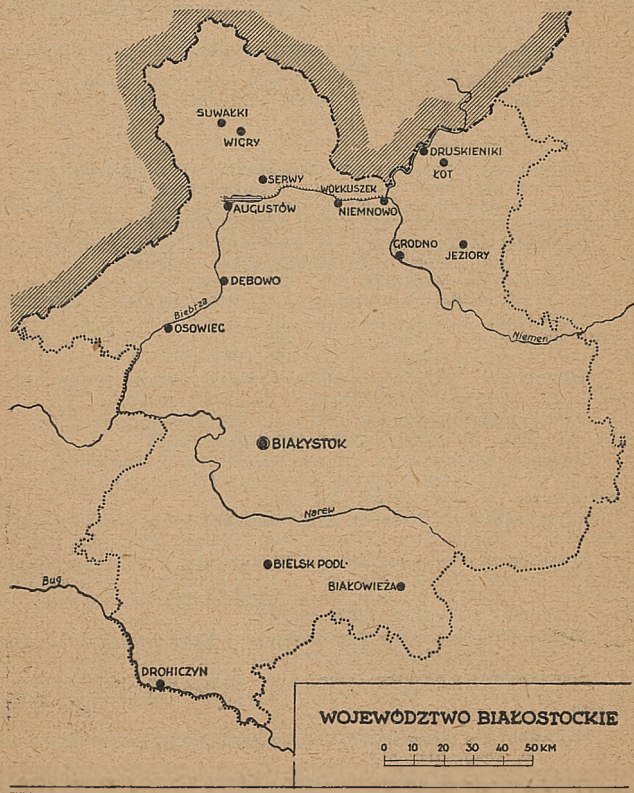 SUWAŁKI
WIGRY
DRUSKIENIKI
ŁOT
SERWY
WOŁKUSZEK
AUGUSTÓW
NIEMNOWO
GRODNO
JEZIORY
DĘBOWO
Biebrza
OSOWIEC
Niemen
BIAŁYSTOK
Narew
BIELSK PODL.
BIAŁOWIEŻA
Bug
DROHICZYN
WOJEWÓDZTWO BIAŁOSTOCKIE
0 10 20 30 40 50 KM